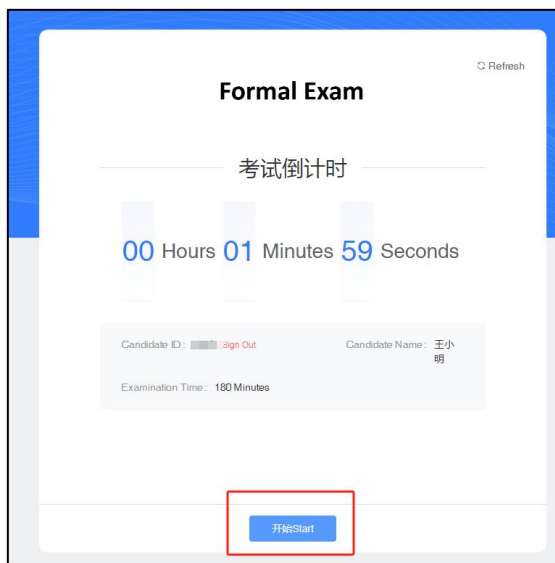 Refresh
Formal Exam
考试倒计时
00 Hours 01 Minutes 59 Seconds
Candidate ID : Sign Out
Candidate Name : 王小
明
Examination Time : 180 Minutes
开始Start